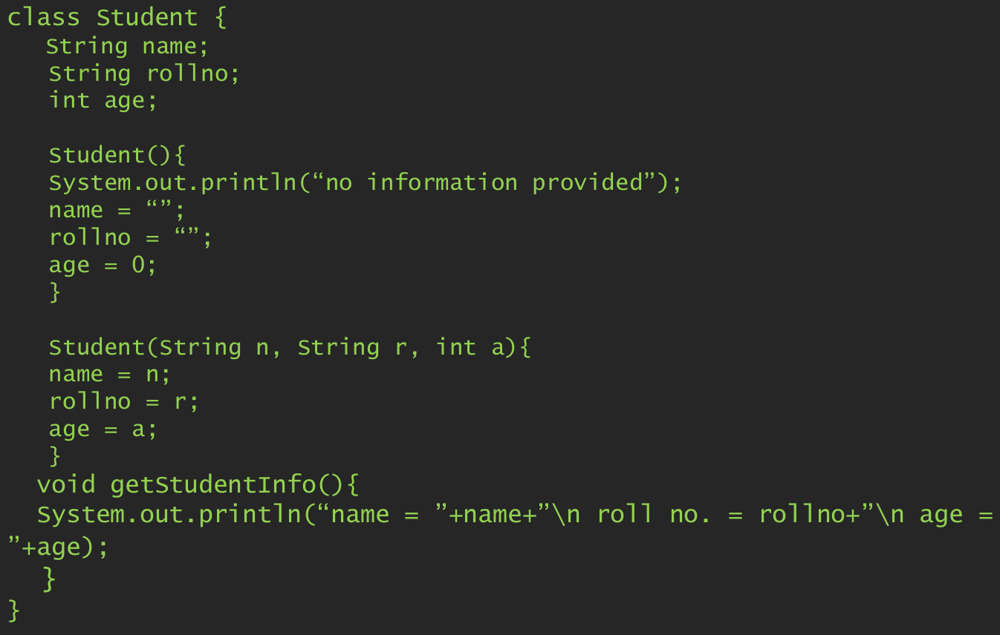 class Student {
String name;
String rollno;
int age;
Student(){
System.out.println(“no information provided”);
name = “”;
rollno = “”;
age = 0;
}
Student(String n, String r, int a){
name = n;
rollno = r;
age = a;
}
void getStudentInfo(){
System.out.println(“name = ”+name+”\n roll no. = rollno+”\n age =
”+age);
}
}